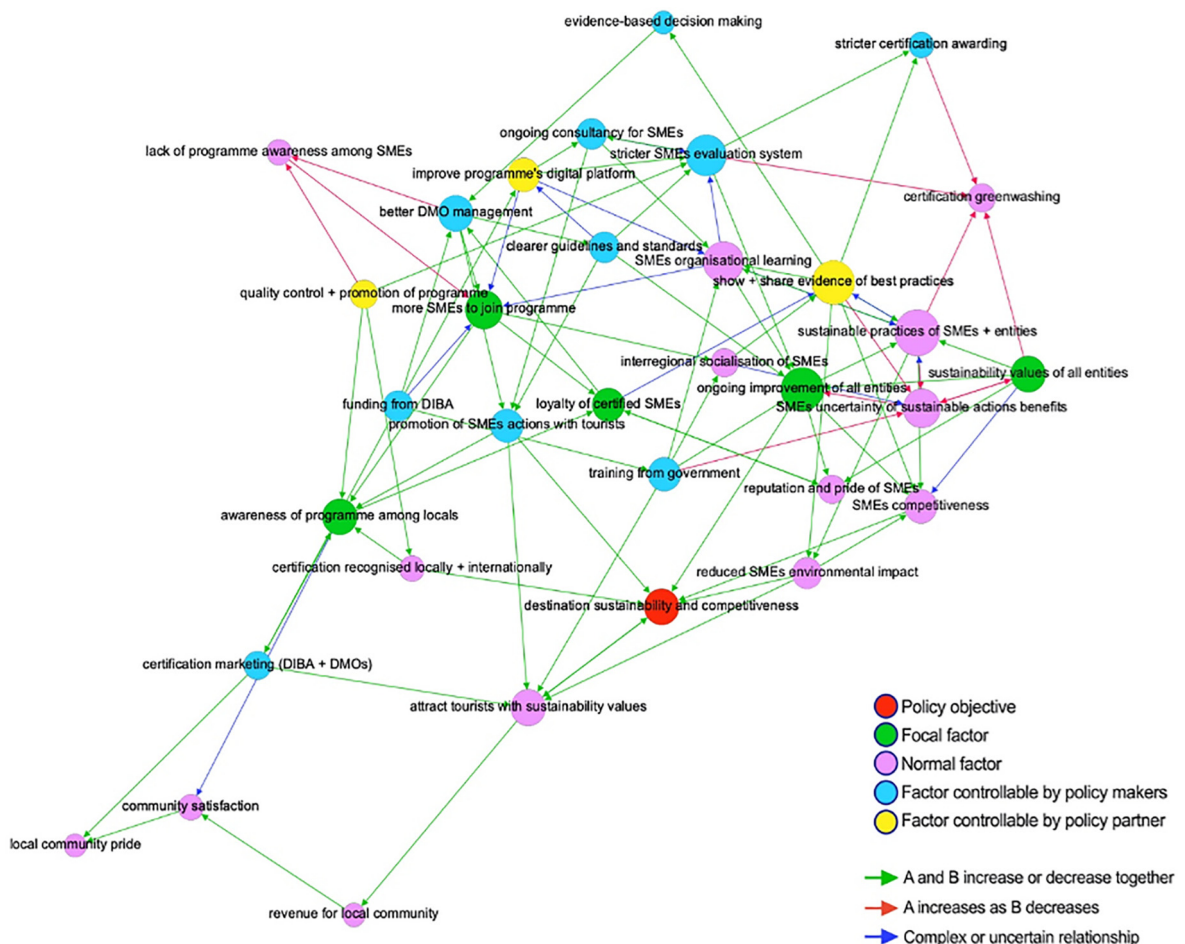 evidence-based decision making
stricter certification awarding
ongoing consultancy for SMEs
lack of programme awareness among SMEs
stricter SMEs evaluation system
improve programme's digital platform
certification greenwashing
better DMO management
clearer guidelines and standards
SMEs organisational learning
show + share evidence of best practices
quality control + promotion of programme
more SMEs to join programme
sustainable practices of SMEs + entities
interregional socialisation of SMEs
sustainability values of all entities
ongoing improvement of all entities
funding from DIBA
loyalty of certified SMEs
SMEs uncertainty of sustainable actions benefits
promotion of SMEs actions with tourists
training from government
reputation and pride of SMEs
SMEs competitiveness
awareness of programme among locals
certification recognised locally + internationally
reduced SMEs environmental impact
destination sustainability and competitiveness
certification marketing (DIBA + DMOs)
attract tourists with sustainability values
community satisfaction
local community pride
revenue for local community
Policy objective
Focal factor
Normal factor
Factor controllable by policy makers
Factor controllable by policy partner
A and B increase or decrease together
A increases as B decreases
Complex or uncertain relationship